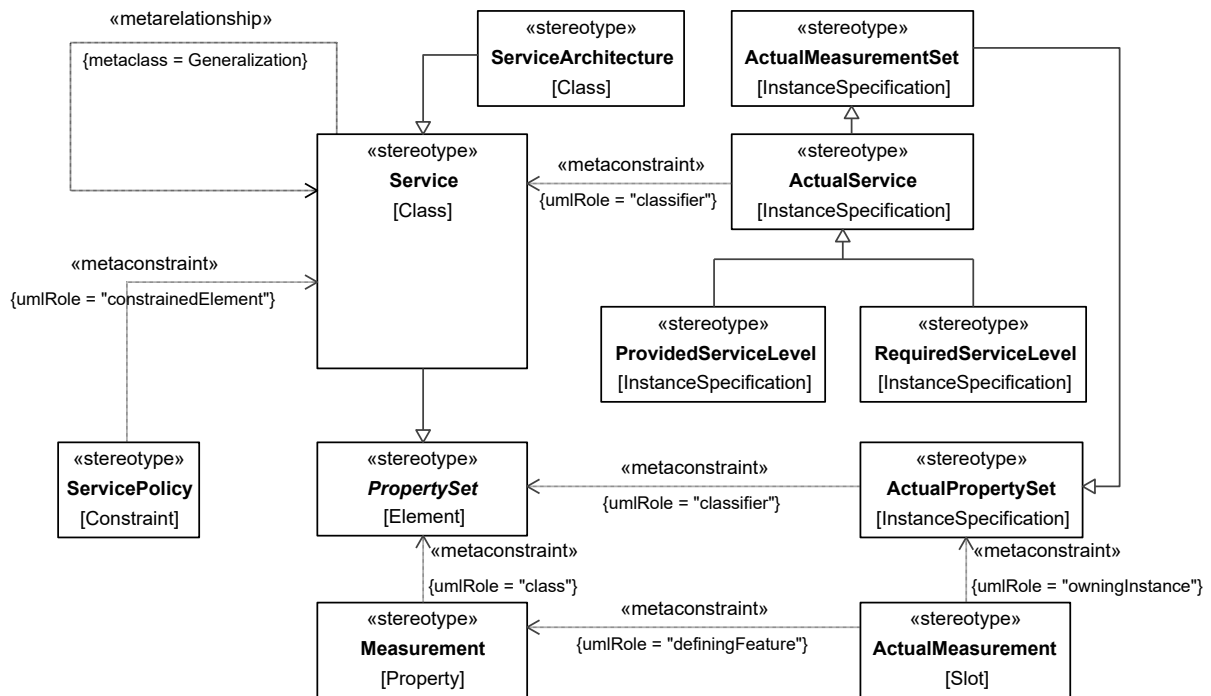 «metarelationship»
{metaclass = Generalization}
«stereotype»
ServiceArchitecture
[Class]
«stereotype»
ActualMeasurementSet
[InstanceSpecification]
«stereotype»
Service
[Class]
«metaconstraint»
{umlRole = "classifier"}
«stereotype»
ActualService
[InstanceSpecification]
«metaconstraint»
{umlRole = "constrainedElement"}
«stereotype»
ProvidedServiceLevel
[InstanceSpecification]
«stereotype»
RequiredServiceLevel
[InstanceSpecification]
«stereotype»
ServicePolicy
[Constraint]
«stereotype»
PropertySet
[Element]
«metaconstraint»
{umlRole = "classifier"}
«stereotype»
ActualPropertySet
[InstanceSpecification]
«metaconstraint»
{umlRole = "class"}
«metaconstraint»
{umlRole = "owningInstance"}
«stereotype»
Measurement
[Property]
«metaconstraint»
{umlRole = "definingFeature"}
«stereotype»
ActualMeasurement
[Slot]